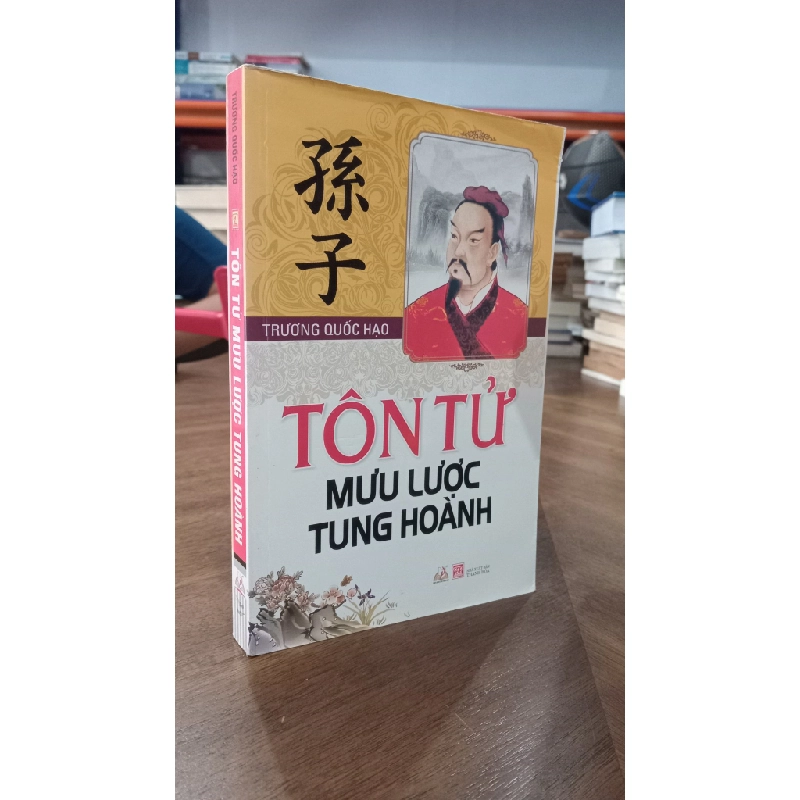 孫子
TRƯƠNG QUỐC HẠO
TÔN TỬ
MƯU LƯỢC
TUNG HOÀNH
TRƯƠNG QUỐC HẠO
TÔN TỬ MƯU LƯỢC TUNG HOÀNH